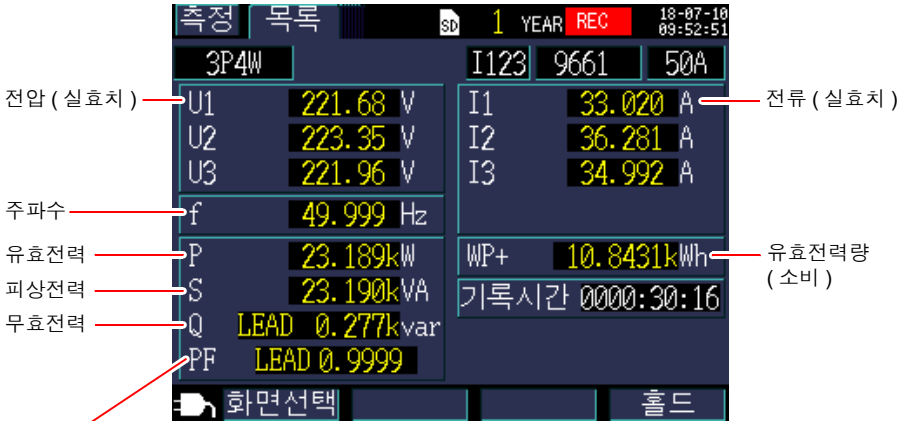 측정 목록 SD 1 YEAR REC 18-07-10
09:52:51
3P4W I123 9661 50A
전압 ( 실효치 )
U1 221.68 V
U2 223.35 V
U3 221.96 V
I1 33.020 A
I2 36.281 A
I3 34.992 A
전류 ( 실효치 )
주파수
f 49.999 Hz
유효전력
P 23.189kW
피상전력
S 23.190kVA
무효전력
Q LEAD 0.277kvar
PF LEAD 0.9999
WP+ 10.8431kWh
유효전력량
( 소비 )
기록시간 0000:30:16
화면선택 홀드